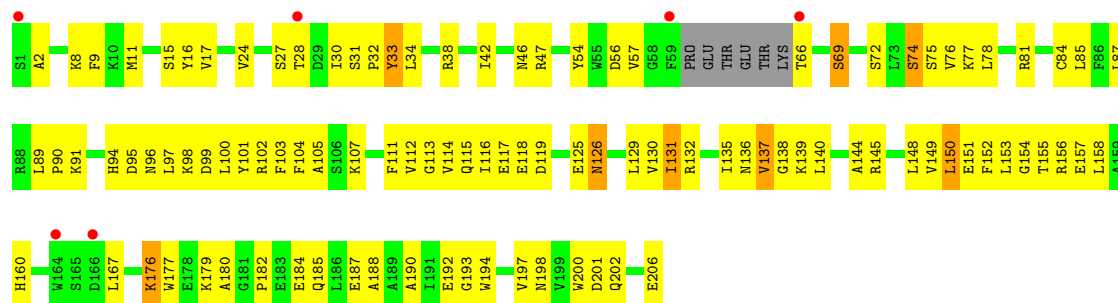 S1 A2 K8 F9 K10 M11 S15 Y16 V17 V24 S27 T28 D29 I30 S31 P32 Y33 L34 R38 I42 N46 R47 Y54 W55 D56 V57 G58 F59 PRO GLU THR GLU THR LYS T66 S69 S72 L73 S74 S75 V76 K77 L78 R81 C84 L85 F86 L87
R88 L89 P90 K91 H94 D95 N96 L97 K98 D99 L100 Y101 R102 F103 F104 A105 S106 K107 F111 V112 G113 V114 Q115 I116 E117 E118 D119 E125 N126 L129 V130 I131 R132 I135 N136 V137 G138 K139 L140 A144 R145 L148 V149 L150 E151 F152 L153 G154 T155 R156 E157 L158 A159
H160 W164 S165 D166 L167 K176 W177 E178 K179 A180 G181 P182 E183 E184 Q185 L186 E187 A188 A189 A190 I191 E192 G193 W194 V197 N198 V199 W200 D201 Q202 E206